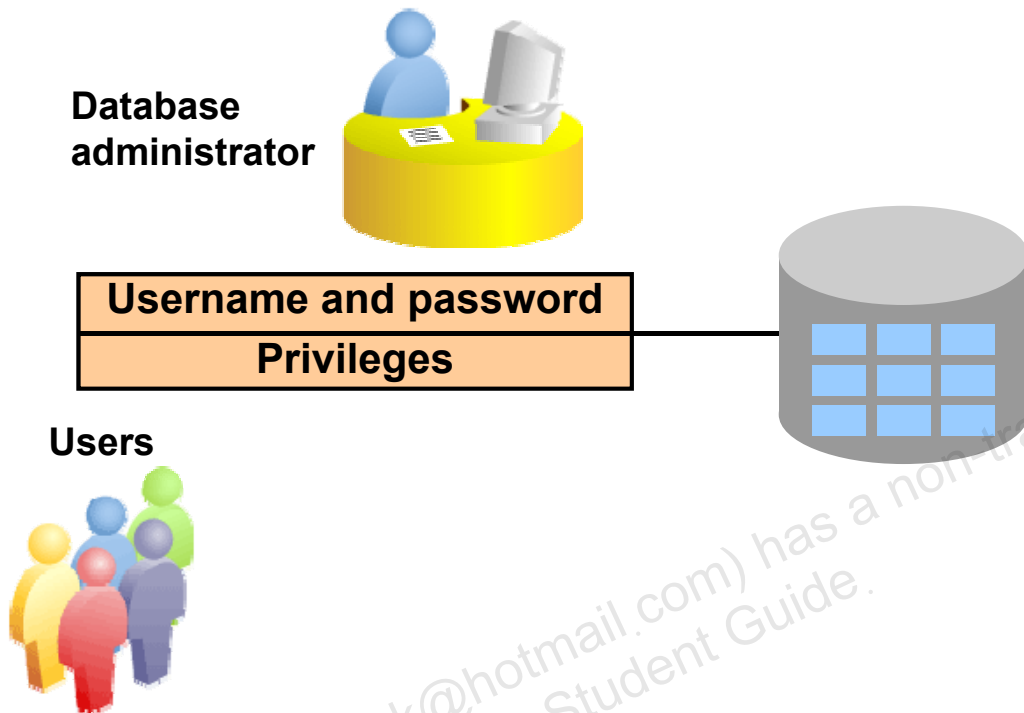 Database
administrator
Username and password
Privileges
Users
has a non-
hotmail.com)
Student Guide.